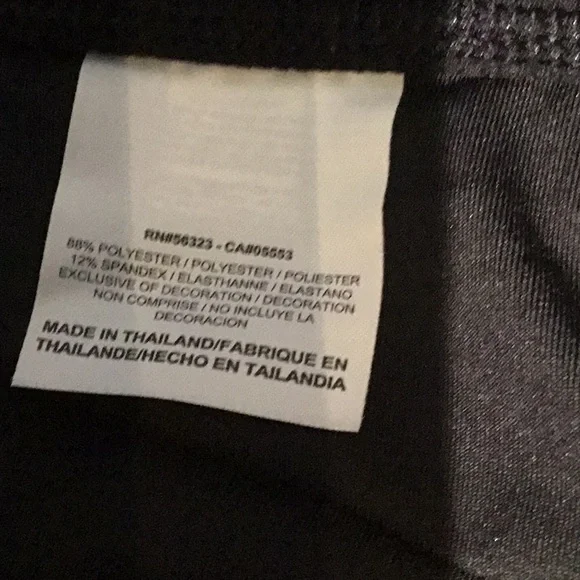 RN#56323 - CA#05553
88% POLYESTER / POLYESTER / POLIESTER
12% SPANDEX / ELASTHANNE / ELASTANO
EXCLUSIVE OF DECORATION / DECORATION
NON COMPRISE / NO INCLUYE LA
DECORACION
MADE IN THAILAND/FABRIQUE EN
THAILANDE/HECHO EN TAILANDIA